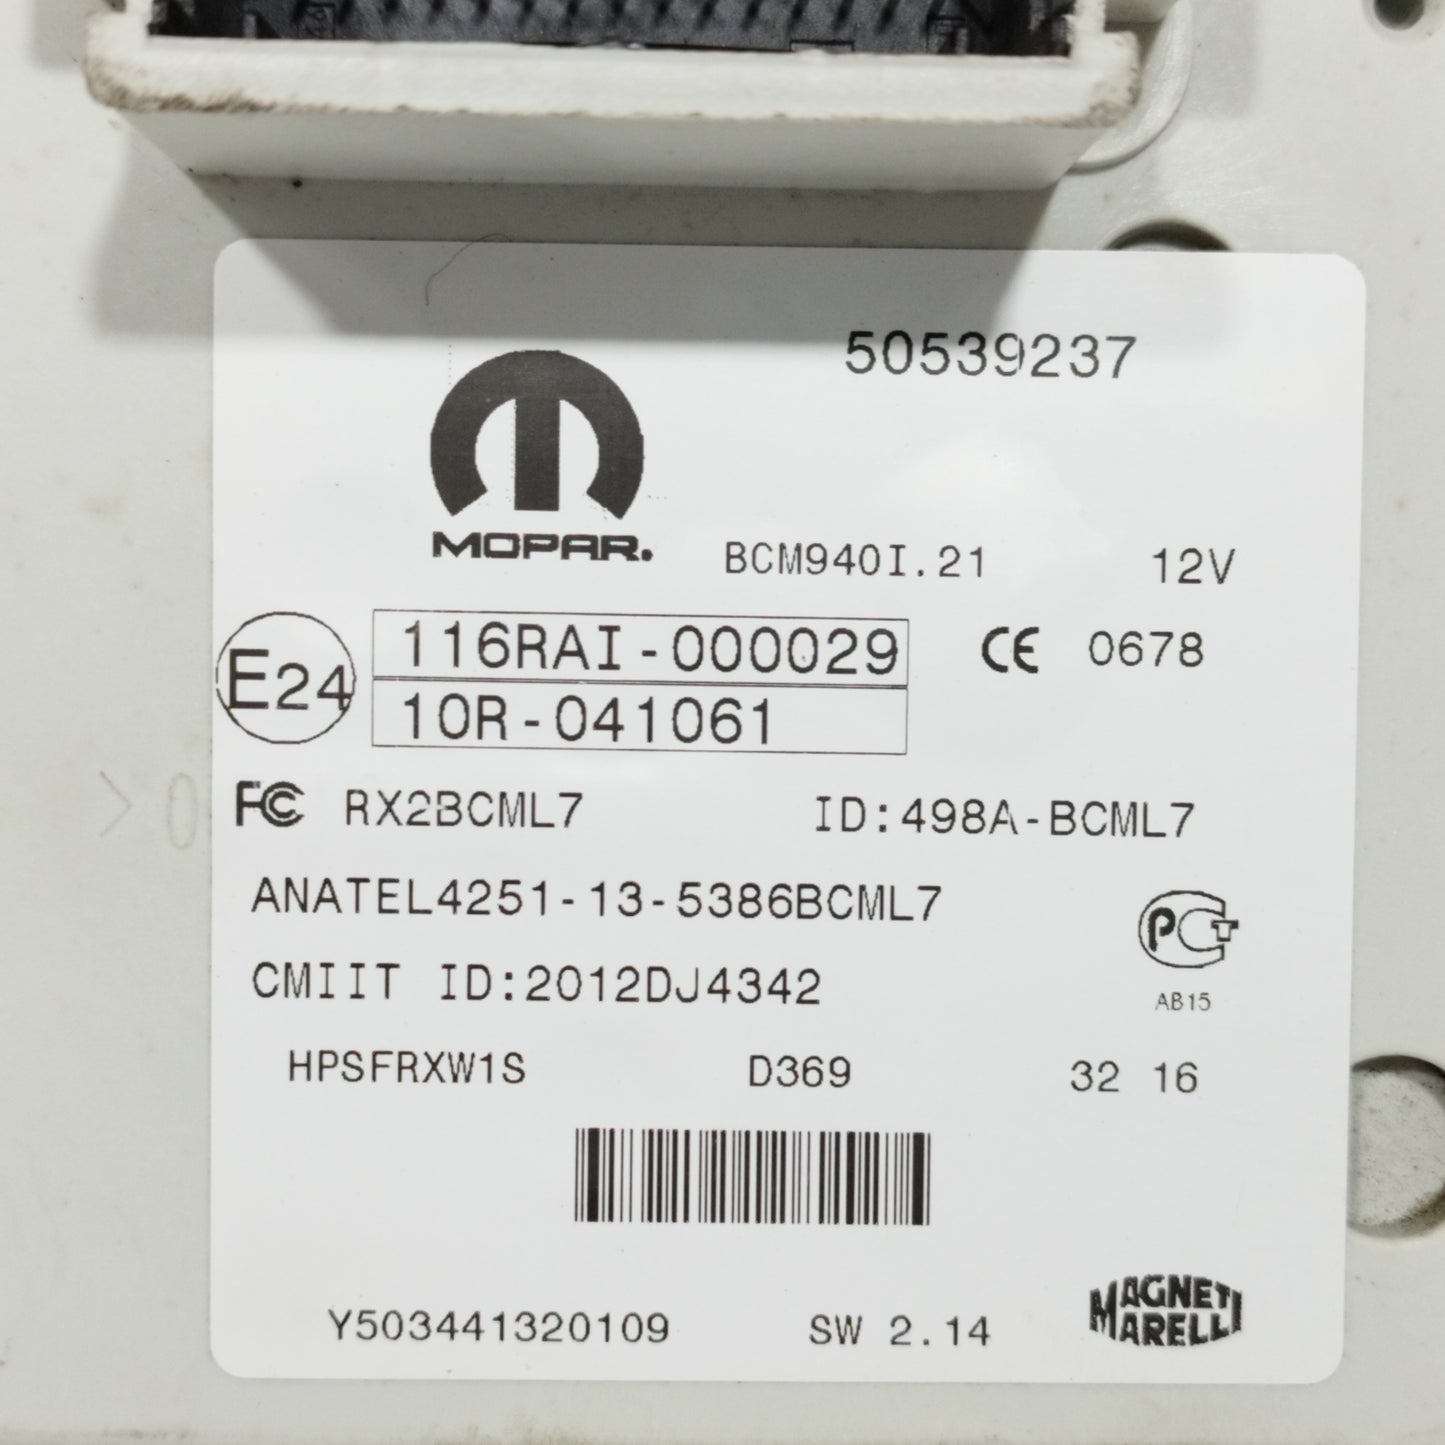 50539237
MOPAR.
BCM940I.21 12V
E24 116RAI-000029 CE 0678
10R-041061
FC RX2BCML7 ID:498A-BCML7
ANATEL4251-13-5386BCML7
PCT
CMIIT ID:2012DJ4342
AB15
HPSFRXW1S D369 32 16
Y503441320109 SW 2.14
MAGNETI
MARELLI